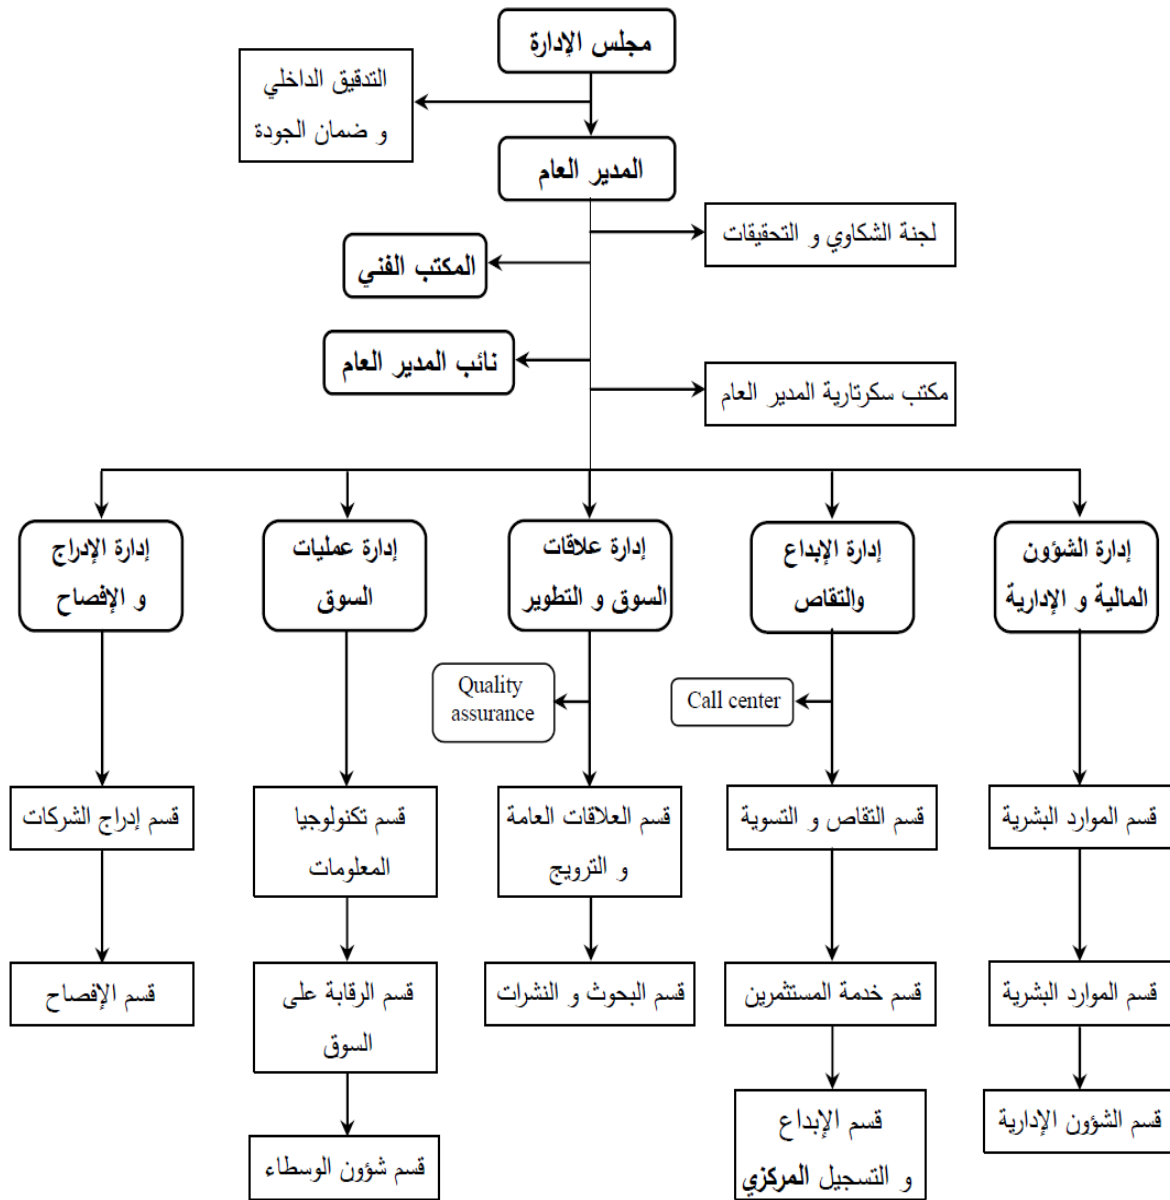 مجلس الإدارة
التدقيق الداخلي
و ضمان الجودة
المدير العام
لجنة الشكاوي و التحقيقات
المكتب الفني
نائب المدير العام
مكتب سكرتارية المدير العام
إدارة الشؤون
المالية و الإدارية
إدارة الإبداع
والتقاص
إدارة علاقات
السوق و التطوير
إدارة عمليات
السوق
إدارة الإدراج
و الإفصاح
Call center
Quality
assurance
قسم الموارد البشرية
قسم التقاص و التسوية
قسم العلاقات العامة
و الترويج
قسم تكنولوجيا
المعلومات
قسم إدراج الشركات
قسم الموارد البشرية
قسم خدمة المستثمرين
قسم البحوث و النشرات
قسم الرقابة على
السوق
قسم الإفصاح
قسم الشؤون الإدارية
قسم الإبداع
و التسجيل المركزي
قسم شؤون الوسطاء